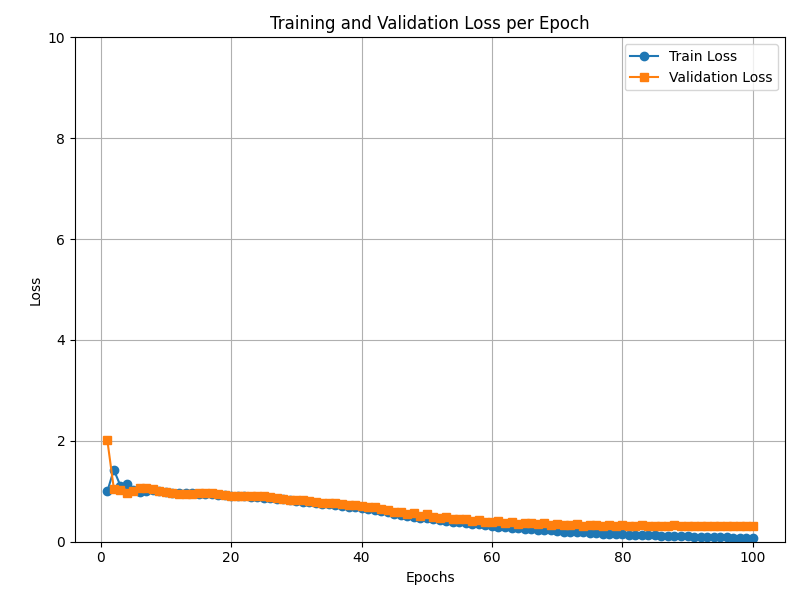 Training and Validation Loss per Epoch
Train Loss
Validation Loss
10
8
6
4
2
0
Loss
0 20 40 60 80 100
Epochs